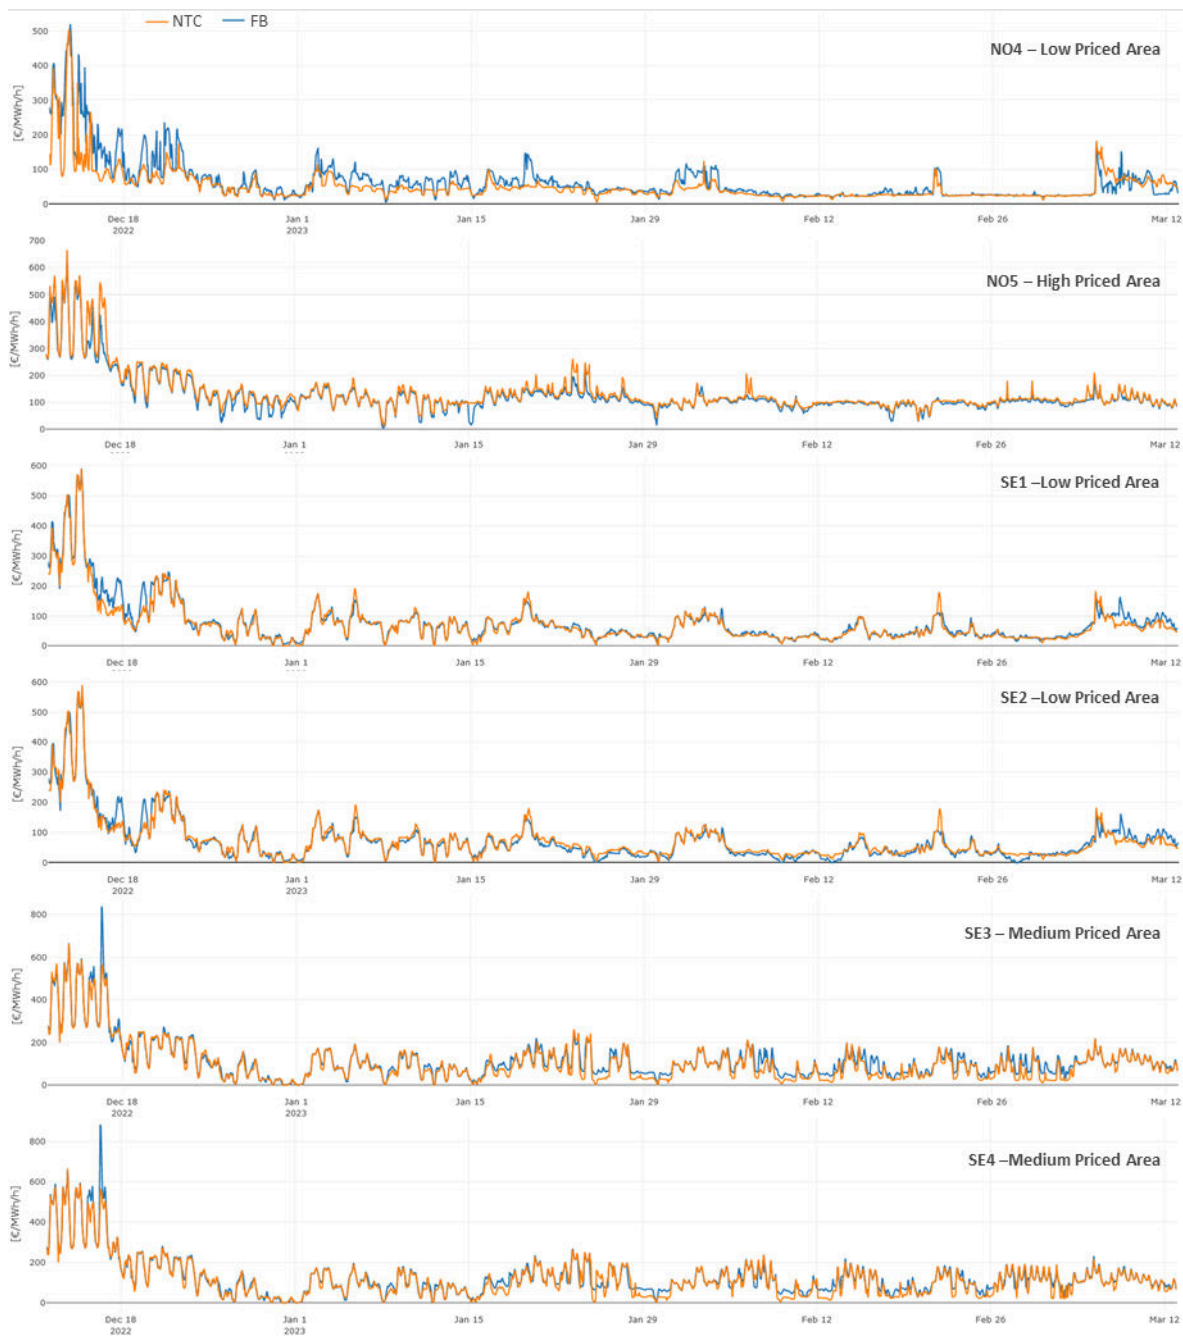 NTC FB
NO4 – Low Priced Area
[€/MWh/h]
500
400
300
200
100
0
Dec 18 Jan 1 Jan 15 Jan 29 Feb 12 Feb 26 Mar 12
2022 2023
NO5 – High Priced Area
[€/MWh/h]
700
600
500
400
300
200
100
0
Dec 18 Jan 1 Jan 15 Jan 29 Feb 12 Feb 26 Mar 12
SE1 –Low Priced Area
[€/MWh/h]
600
500
400
300
200
100
0
Dec 18 Jan 1 Jan 15 Jan 29 Feb 12 Feb 26 Mar 12
SE2 –Low Priced Area
[€/MWh/h]
600
500
400
300
200
100
0
Dec 18 Jan 1 Jan 15 Jan 29 Feb 12 Feb 26 Mar 12
2022 2023
SE3 – Medium Priced Area
[€/MWh/h]
800
600
400
200
0
Dec 18 Jan 1 Jan 15 Jan 29 Feb 12 Feb 26 Mar 12
2022 2023
SE4 –Medium Priced Area
[€/MWh/h]
800
600
400
200
0
Dec 18 Jan 1 Jan 15 Jan 29 Feb 12 Feb 26 Mar 12
2022 2023